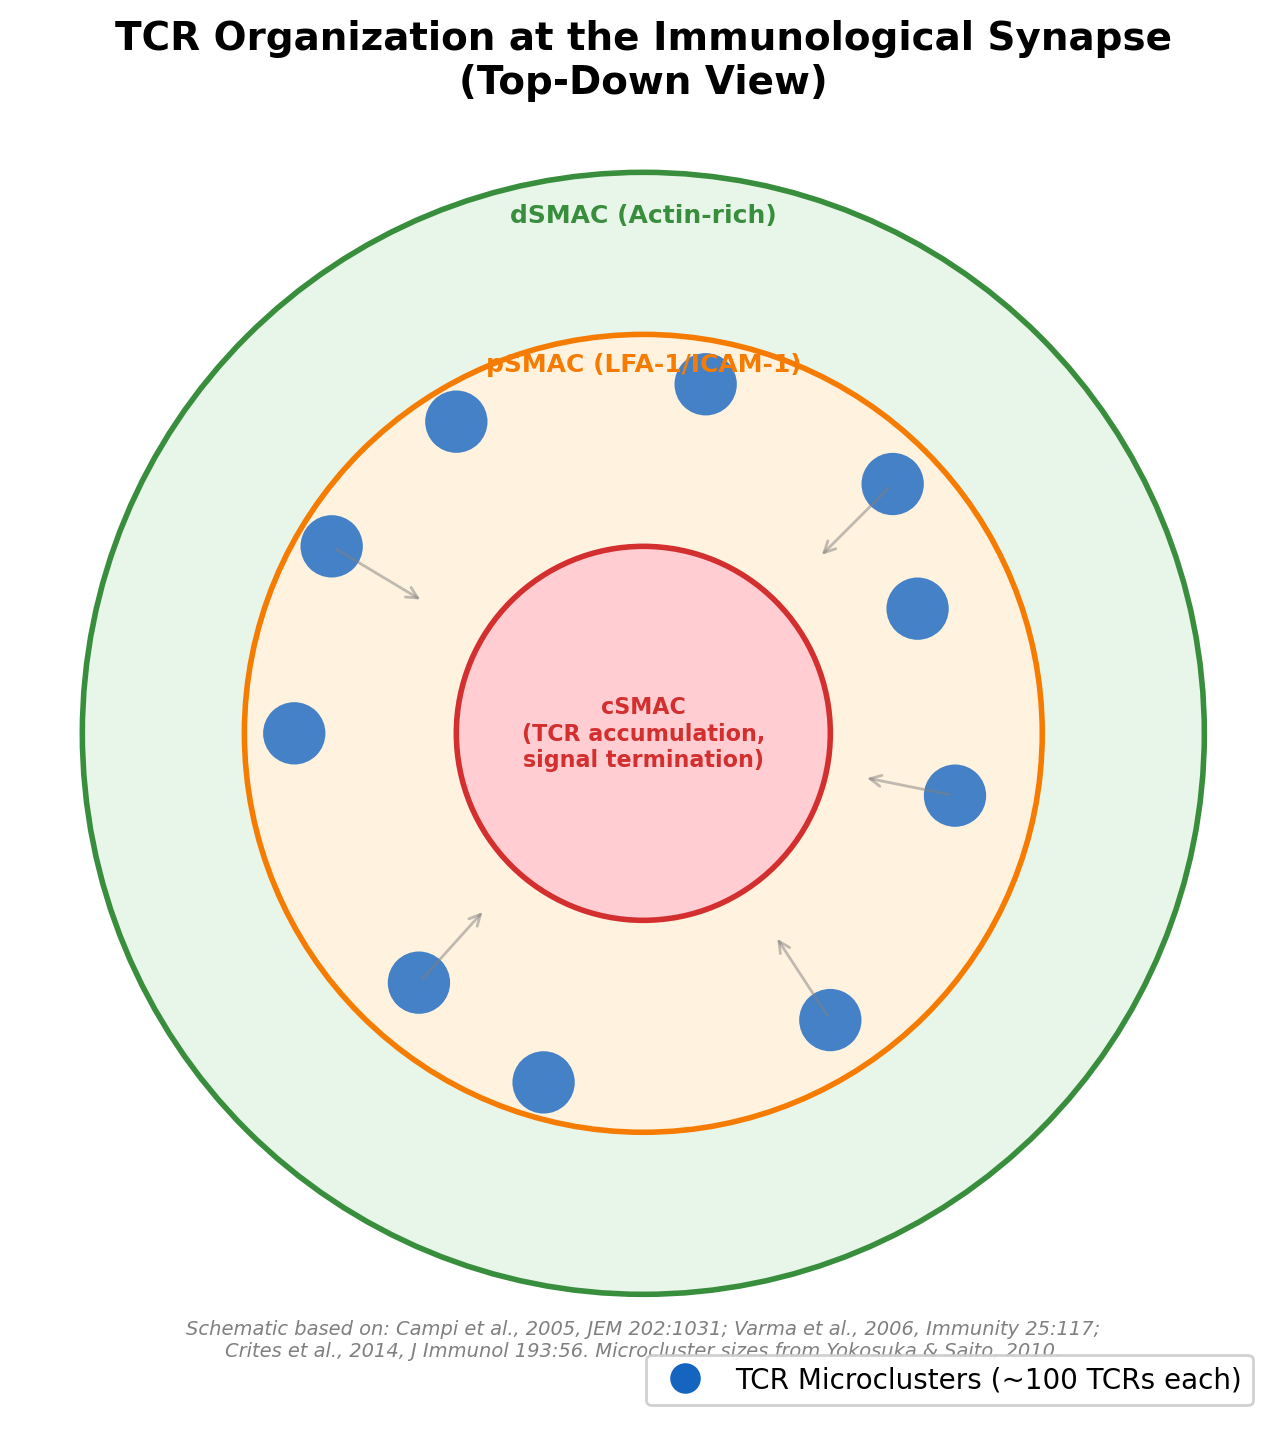 TCR Organization at the Immunological Synapse
(Top-Down View)
dSMAC (Actin-rich)
pSMAC (LFA-1/ICAM-1)
cSMAC
(TCR accumulation,
signal termination)
Schematic based on: Campi et al., 2005, JEM 202:1031; Varma et al., 2006, Immunity 25:117;
Crites et al., 2014, J Immunol 193:56. Microcluster sizes from Yokosuka & Saito, 2010
TCR Microclusters (~100 TCRs each)